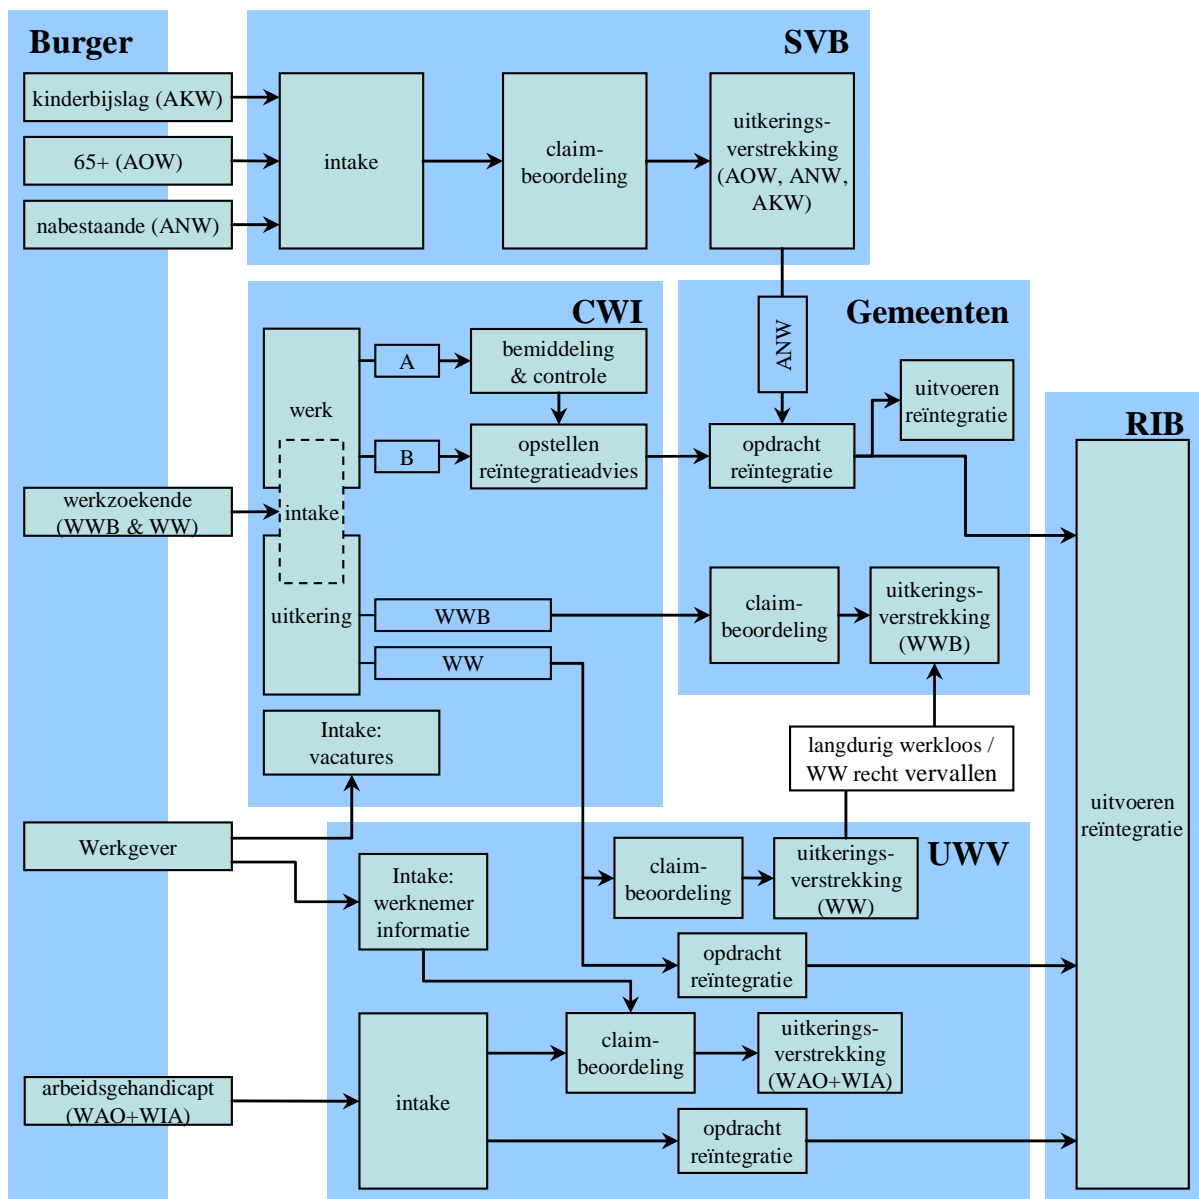 Burger
SVB
kinderbijslag (AKW)
65+ (AOW)
nabestaande (ANW)
intake
claim-
beoordeling
uitkerings-
verstrekking
(AOW, ANW,
AKW)
CWI
Gemeenten
RIB
werk
A
bemiddeling
& controle
ANW
uitvoeren
reïntegratie
B
opstellen
reïntegratieadvies
opdracht
reïntegratie
werkzoekende
(WWB & WW)
intake
uitkering
WWB
WW
claim-
beoordeling
uitkerings-
verstrekking
(WWB)
Intake:
vacatures
langdurig werkloos /
WW recht vervallen
uitvoeren
reïntegratie
Werkgever
UWV
Intake:
werknemer
informatie
claim-
beoordeling
uitkerings-
verstrekking
(WW)
opdracht
reïntegratie
arbeidsgehandicapt
(WAO+WIA)
intake
claim-
beoordeling
uitkerings-
verstrekking
(WAO+WIA)
opdracht
reïntegratie